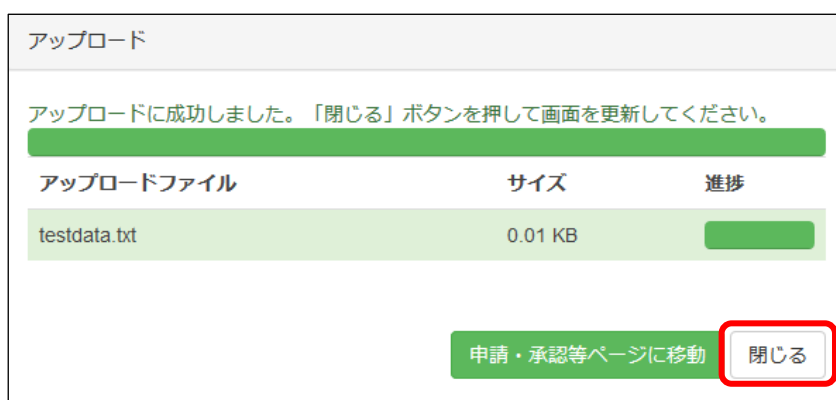 アップロード
アップロードに成功しました。「閉じる」ボタンを押して画面を更新してください。
アップロードファイル サイズ 進捗
testdata.txt 0.01 KB
申請・承認等ページに移動 閉じる